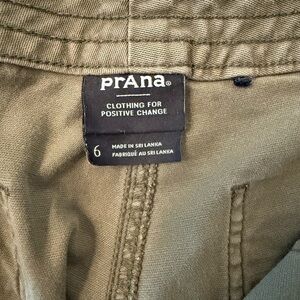 prAna®
CLOTHING FOR
POSITIVE CHANGE
6
MADE IN SRI LANKA
FABRIQUÉ AU SRI LANKA